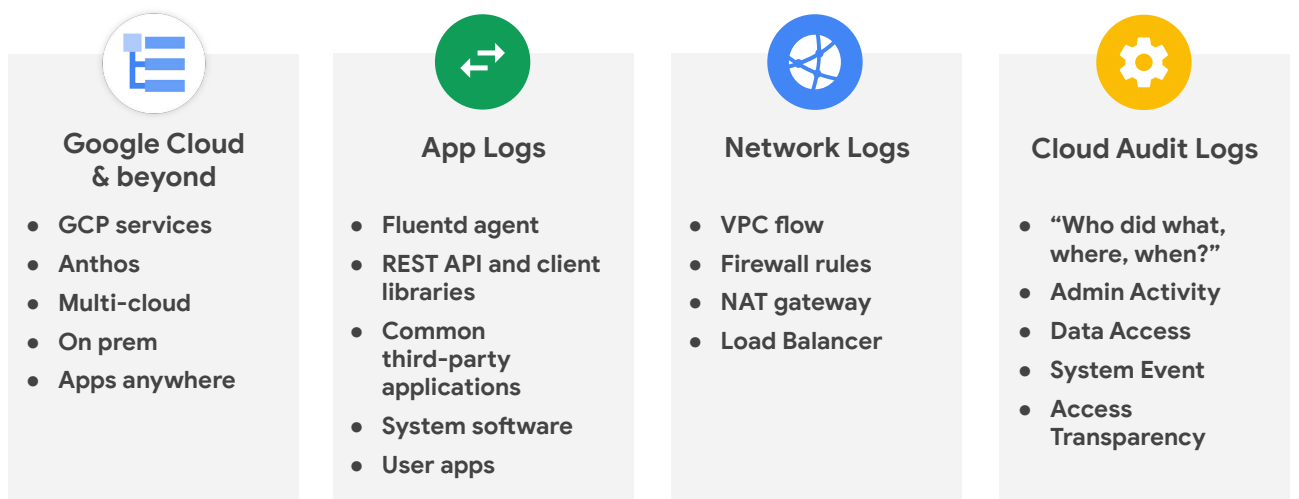 Google Cloud
& beyond
● GCP services
● Anthos
● Multi-cloud
● On prem
● Apps anywhere
App Logs
● Fluentd agent
● REST API and client
libraries
● Common
third-party
applications
● System software
● User apps
Network Logs
● VPC flow
● Firewall rules
● NAT gateway
● Load Balancer
Cloud Audit Logs
● “Who did what,
where, when?”
● Admin Activity
● Data Access
● System Event
● Access
Transparency